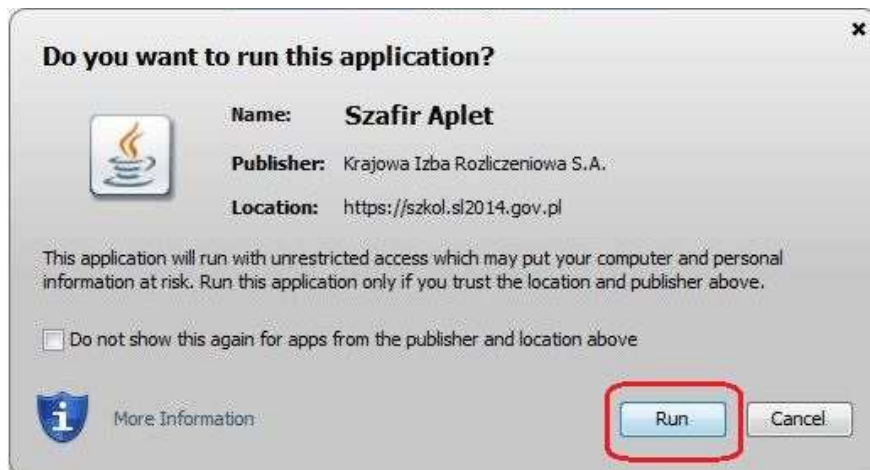 Do you want to run this application?
Name: Szafir Aplet
Publisher: Krajowa Izba Rozliczeniowa S.A.
Location: https://szkol.sl2014.gov.pl
This application will run with unrestricted access which may put your computer and personal
information at risk. Run this application only if you trust the location and publisher above.
Do not show this again for apps from the publisher and location above
More Information
Run
Cancel